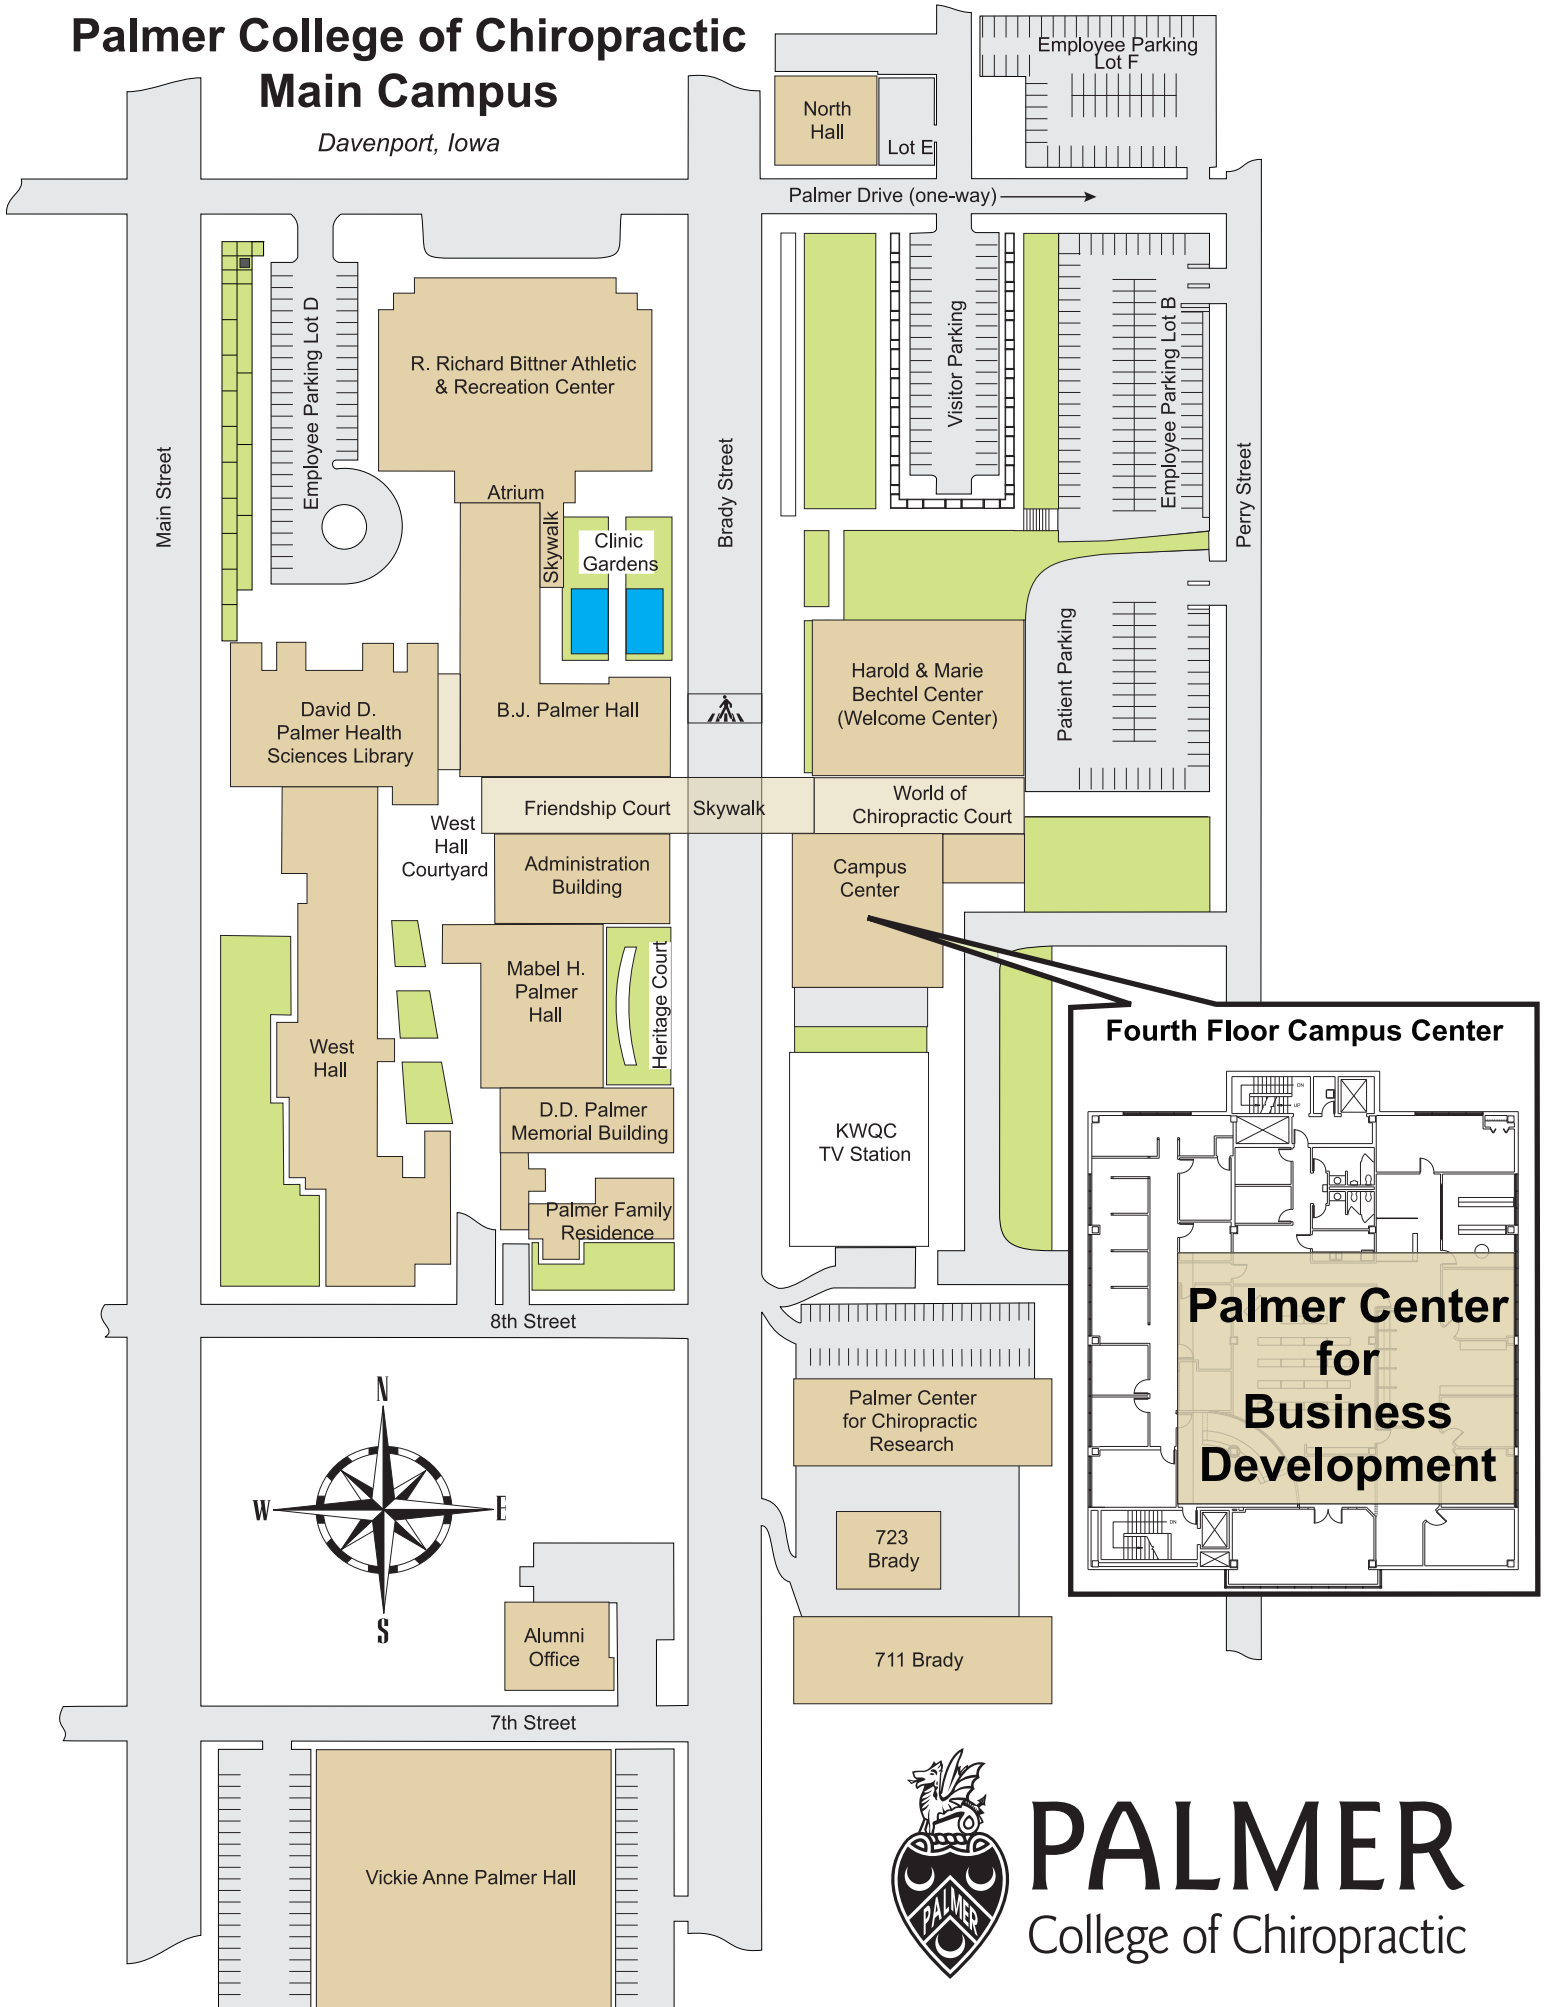 Palmer College of Chiropractic
Main Campus
Davenport, Iowa
Employee Parking
Lot F
North
Hall
Lot E
Palmer Drive (one-way)
Employee Parking Lot D
R. Richard Bittner Athletic
& Recreation Center
Visitor Parking
Employee Parking Lot B
Main Street
Brady Street
Perry Street
Atrium
Skywalk
Clinic
Gardens
Patient Parking
Harold & Marie
Bechtel Center
(Welcome Center)
David D.
Palmer Health
Sciences Library
B.J. Palmer Hall
Friendship Court
Skywalk
World of
Chiropractic Court
West
Hall
Courtyard
Administration
Building
Campus
Center
Mabel H.
Palmer
Hall
Heritage Court
West
Hall
Fourth Floor Campus Center
DN
UP
D.D. Palmer
Memorial Building
KWQC
TV Station
Palmer Family
Residence
Palmer Center
for
Business
Development
DN
8th Street
N
W
E
S
Palmer Center
for Chiropractic
Research
723
Brady
Alumni
Office
711 Brady
7th Street
Vickie Anne Palmer Hall
PALMER
PALMER
College of Chiropractic